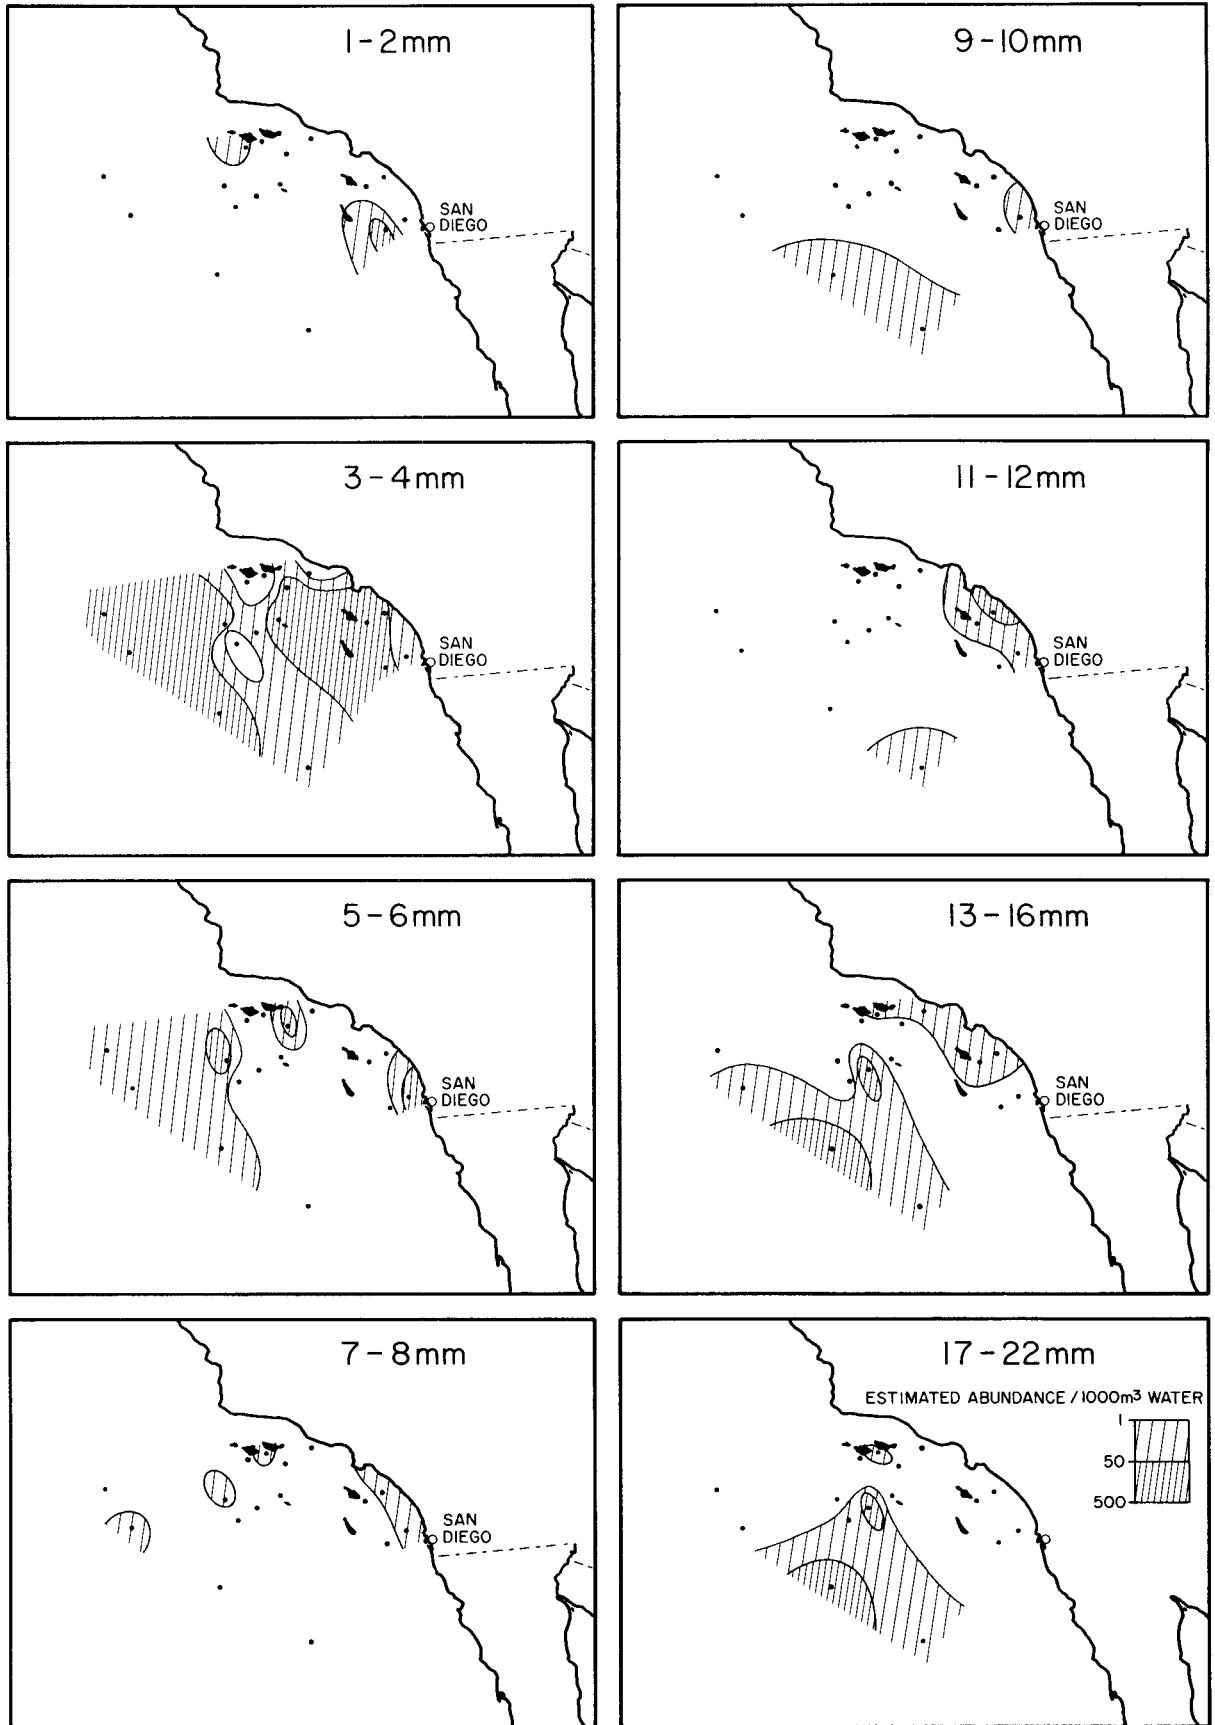 1-2mm
SAN
DIEGO
9-10mm
SAN
DIEGO
3-4mm
SAN
DIEGO
11-12mm
SAN
DIEGO
5-6mm
SAN
DIEGO
13-16mm
SAN
DIEGO
7-8mm
SAN
DIEGO
17-22mm
ESTIMATED ABUNDANCE / 1000m³ WATER
1
50
500